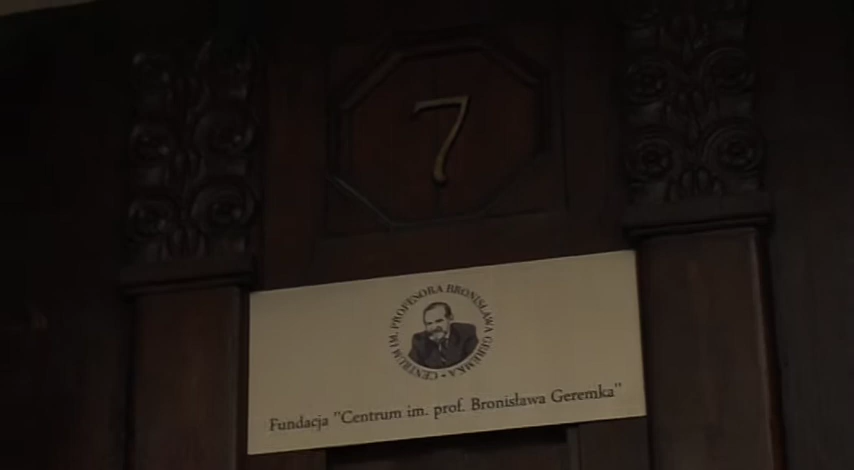 7
CENTRUM IM. PROFESORA BRONISŁAWA GEREMKA •
Fundacja "Centrum im. prof. Bronisława Geremka"